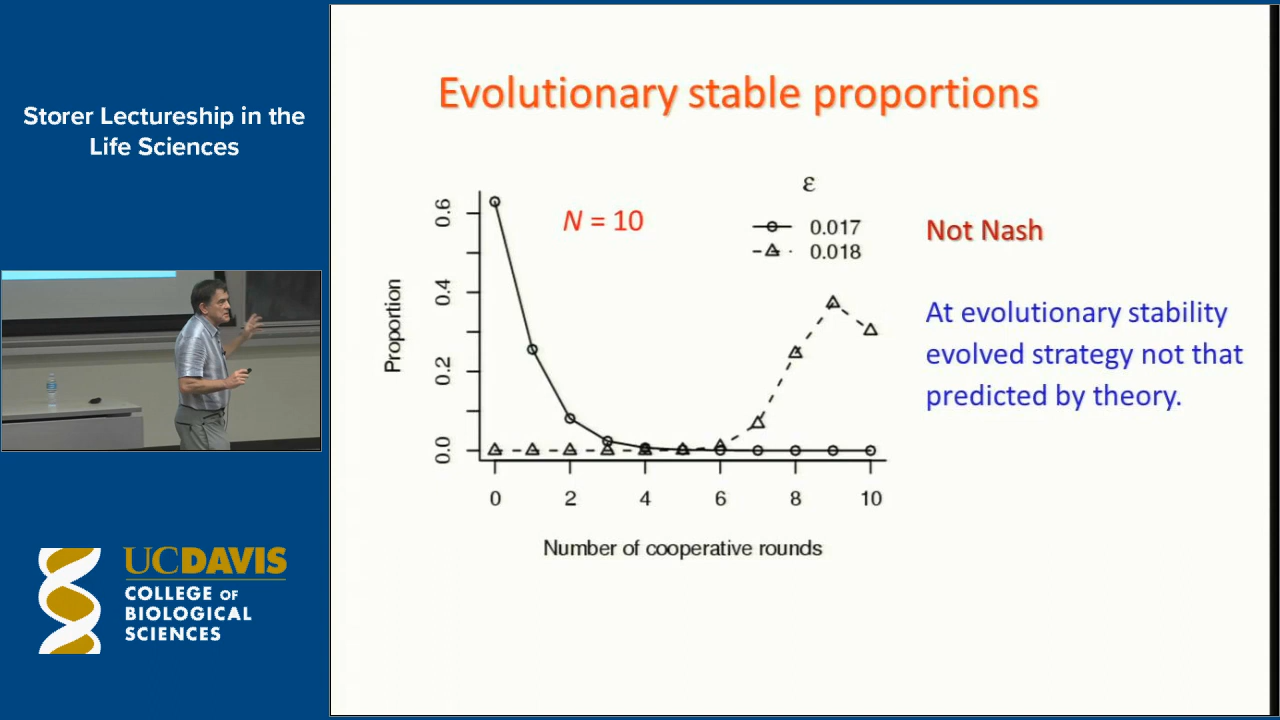 Storer Lectureship in the
Life Sciences
UCDAVIS
COLLEGE OF
BIOLOGICAL
SCIENCES
Evolutionary stable proportions
N = 10
ε
0.017
0.018
Not Nash
At evolutionary stability
evolved strategy not that
predicted by theory.
Proportion
0.6
0.4
0.2
0.0
0 2 4 6 8 10
Number of cooperative rounds